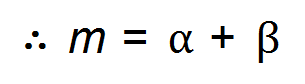 ∴ m = α + β